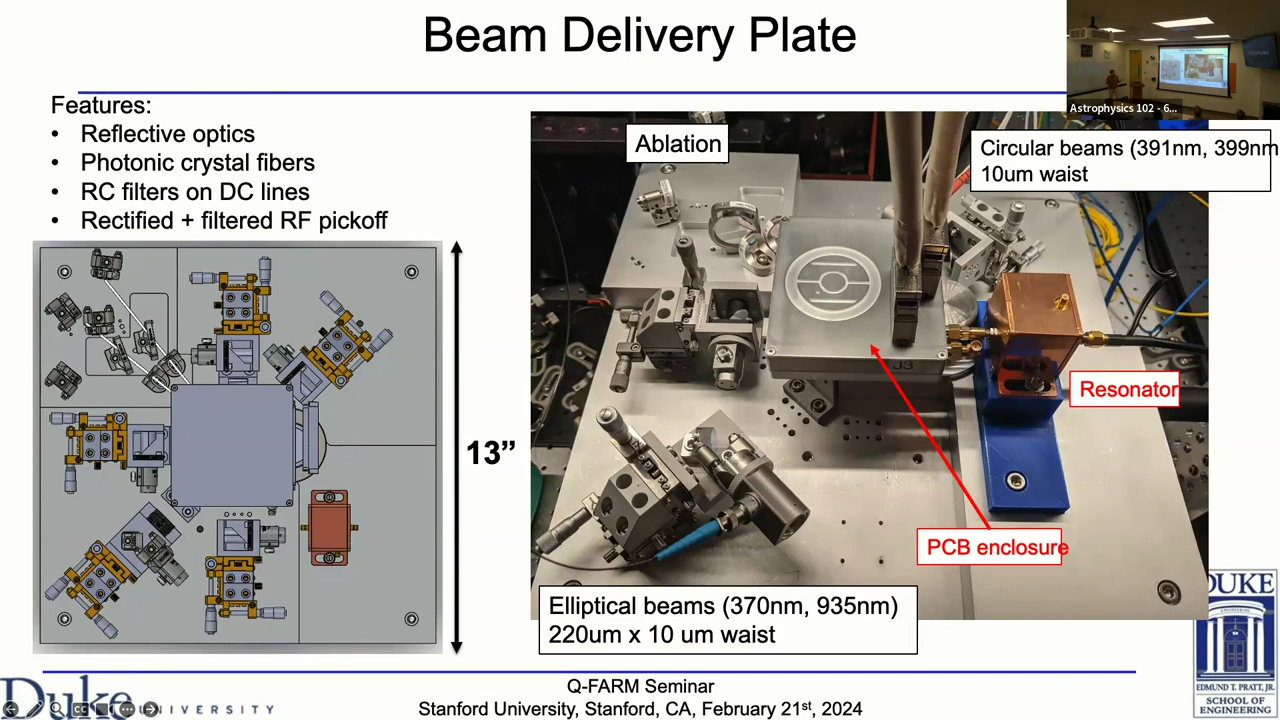 Beam Delivery Plate
Astrophysics 102 - 6...
Features:
• Reflective optics
• Photonic crystal fibers
• RC filters on DC lines
• Rectified + filtered RF pickoff
Ablation
Circular beams (391nm, 399nm
10um waist
13”
J3
Resonator
PCB enclosure
Elliptical beams (370nm, 935nm)
220um x 10 um waist
Q-FARM Seminar
Stanford University, Stanford, CA, February 21st, 2024
Duke UNIVERSITY
DUKE
EDMUND T. PRATT, JR.
SCHOOL OF
ENGINEERING